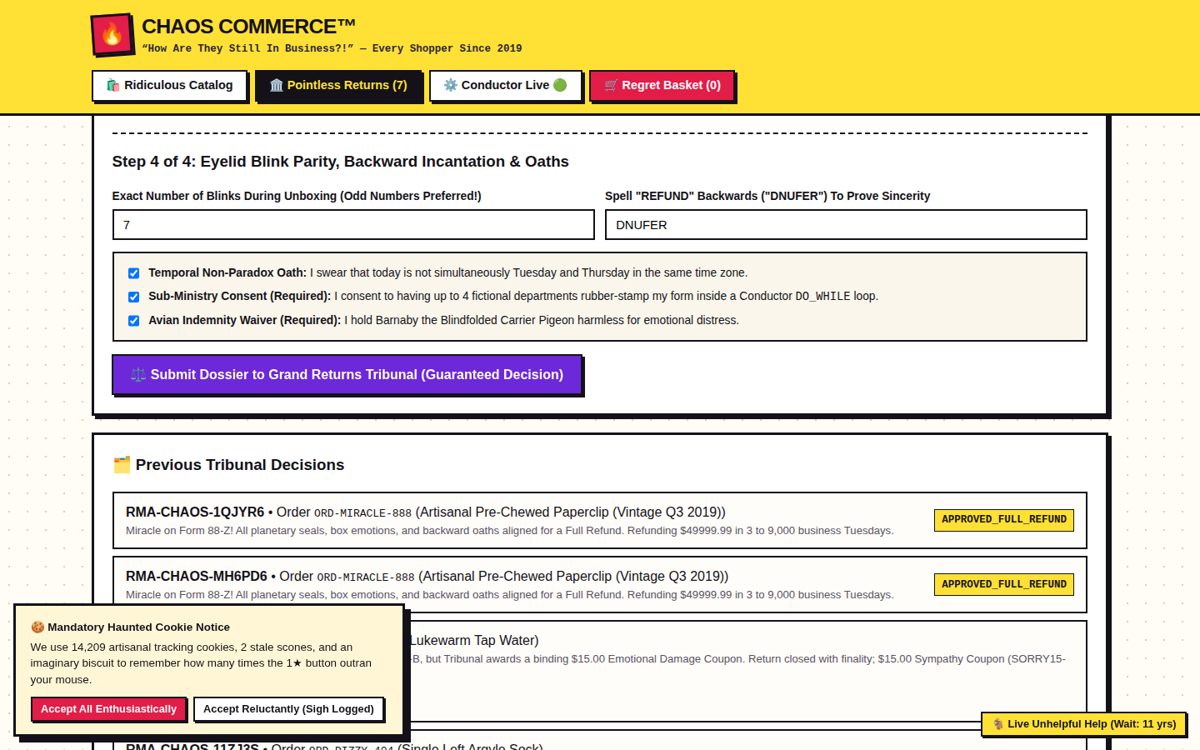 CHAOS COMMERCE™
“How Are They Still In Business?!” — Every Shopper Since 2019
🛍️ Ridiculous Catalog
🏛️ Pointless Returns (7)
⚙️ Conductor Live 🟢
🛒 Regret Basket (0)
Step 4 of 4: Eyelid Blink Parity, Backward Incantation & Oaths
Exact Number of Blinks During Unboxing (Odd Numbers Preferred!)
Spell "REFUND" Backwards ("DNUFER") To Prove Sincerity
7
DNUFER
Temporal Non-Paradox Oath: I swear that today is not simultaneously Tuesday and Thursday in the same time zone.
Sub-Ministry Consent (Required): I consent to having up to 4 fictional departments rubber-stamp my form inside a Conductor DO_WHILE loop.
Avian Indemnity Waiver (Required): I hold Barnaby the Blindfolded Carrier Pigeon harmless for emotional distress.
⚖️ Submit Dossier to Grand Returns Tribunal (Guaranteed Decision)
🗂️ Previous Tribunal Decisions
RMA-CHAOS-1QJYR6 • Order ORD-MIRACLE-888 (Artisanal Pre-Chewed Paperclip (Vintage Q3 2019))
Miracle on Form 88-Z! All planetary seals, box emotions, and backward oaths aligned for a Full Refund. Refunding $49999.99 in 3 to 9,000 business Tuesdays.
APPROVED_FULL_REFUND
RMA-CHAOS-MH6PD6 • Order ORD-MIRACLE-888 (Artisanal Pre-Chewed Paperclip (Vintage Q3 2019))
Miracle on Form 88-Z! All planetary seals, box emotions, and backward oaths aligned for a Full Refund. Refunding $49999.99 in 3 to 9,000 business Tuesdays.
APPROVED_FULL_REFUND
Lukewarm Tap Water)
-B, but Tribunal awards a binding $15.00 Emotional Damage Coupon. Return closed with finality; $15.00 Sympathy Coupon (SORRY15-
🍪 Mandatory Haunted Cookie Notice
We use 14,209 artisanal tracking cookies, 2 stale scones, and an
imaginary biscuit to remember how many times the 1★ button outran
your mouse.
Accept All Enthusiastically
Accept Reluctantly (Sigh Logged)
🐐 Live Unhelpful Help (Wait: 11 yrs)
RMA-CHAOS-11ZJ3S • Order ORD-DIZZY-404 (Single Left Argyle Sock)